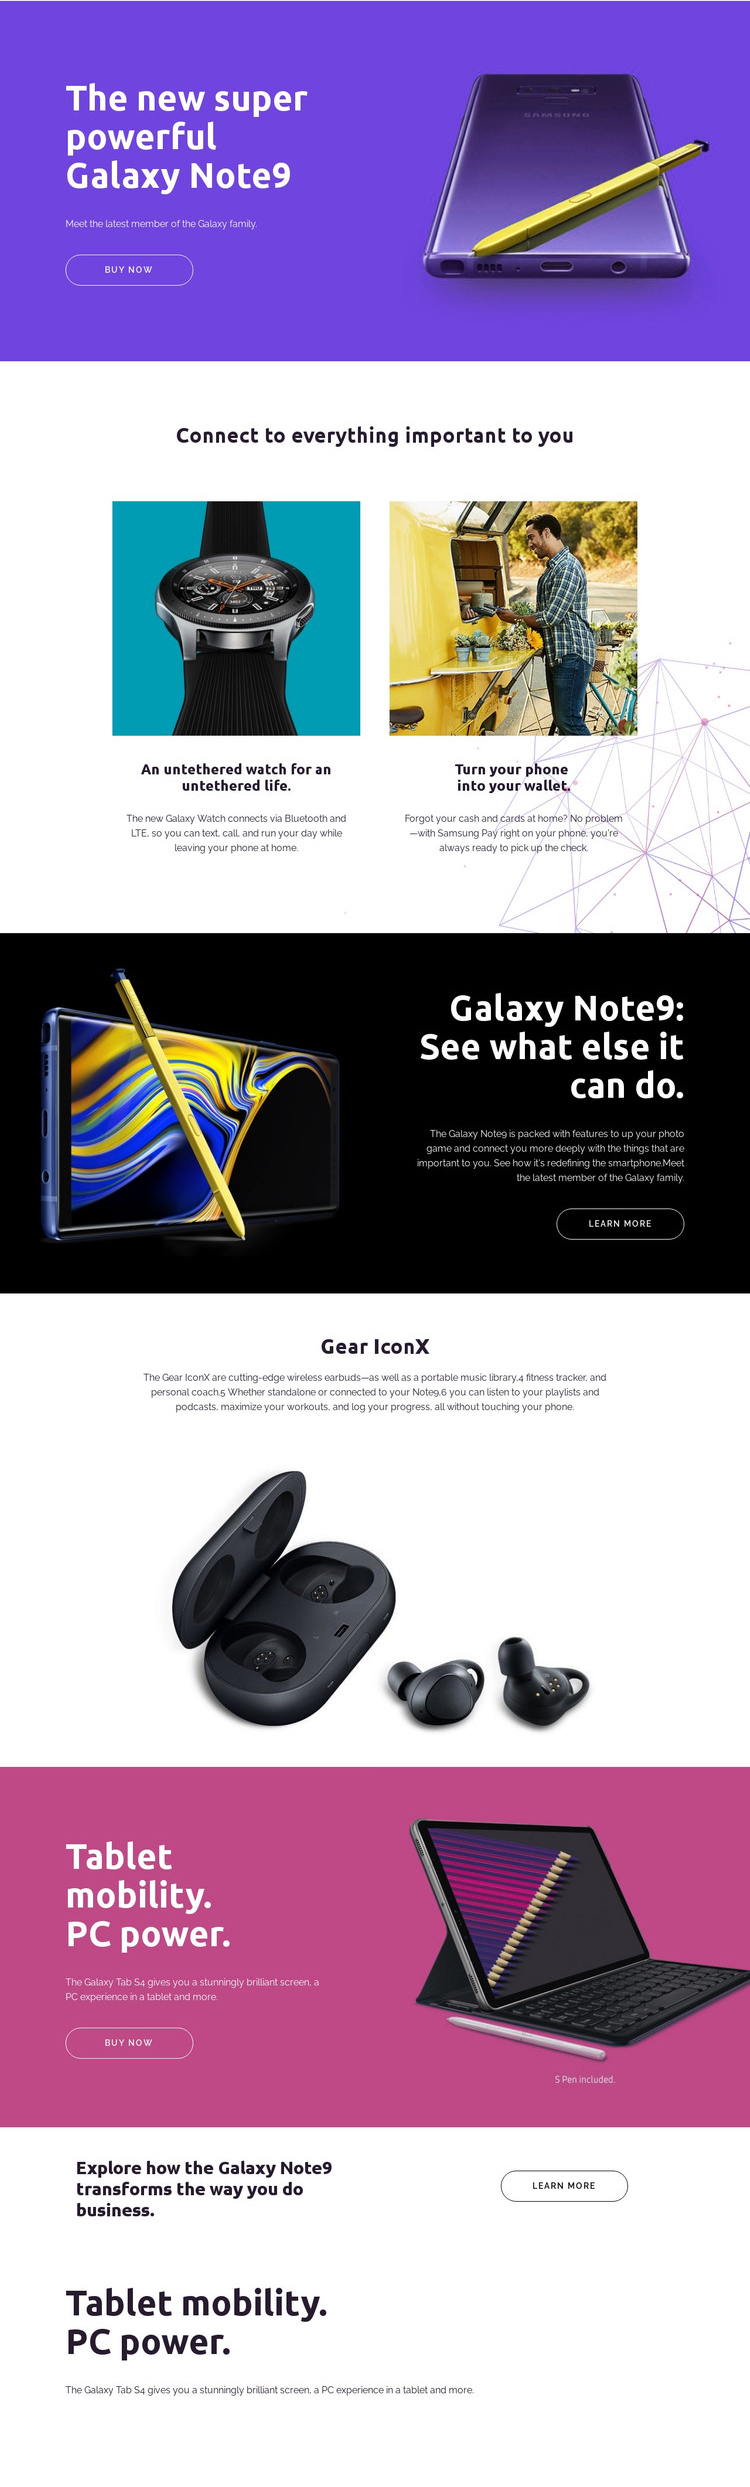 The new super
powerful
Galaxy Note9
SAMSUNG
Meet the latest member of the Galaxy family.
BUY NOW
Connect to everything important to you
An untethered watch for an
untethered life.
The new Galaxy Watch connects via Bluetooth and
LTE, so you can text, call, and run your day while
leaving your phone at home.
Turn your phone
into your wallet.
Forgot your cash and cards at home? No problem
—with Samsung Pay right on your phone, you're
always ready to pick up the check.
Galaxy Note9:
See what else it
can do.
The Galaxy Note9 is packed with features to up your photo
game and connect you more deeply with the things that are
important to you. See how it's redefining the smartphone.Meet
the latest member of the Galaxy family.
LEARN MORE
Gear IconX
The Gear IconX are cutting-edge wireless earbuds—as well as a portable music library,4 fitness tracker, and
personal coach.5 Whether standalone or connected to your Note9,6 you can listen to your playlists and
podcasts, maximize your workouts, and log your progress, all without touching your phone.
Tablet
mobility.
PC power.
The Galaxy Tab S4 gives you a stunningly brilliant screen, a
PC experience in a tablet and more.
BUY NOW
S Pen included.
Explore how the Galaxy Note9
transforms the way you do
business.
LEARN MORE
Tablet mobility.
PC power.
The Galaxy Tab S4 gives you a stunningly brilliant screen, a PC experience in a tablet and more.